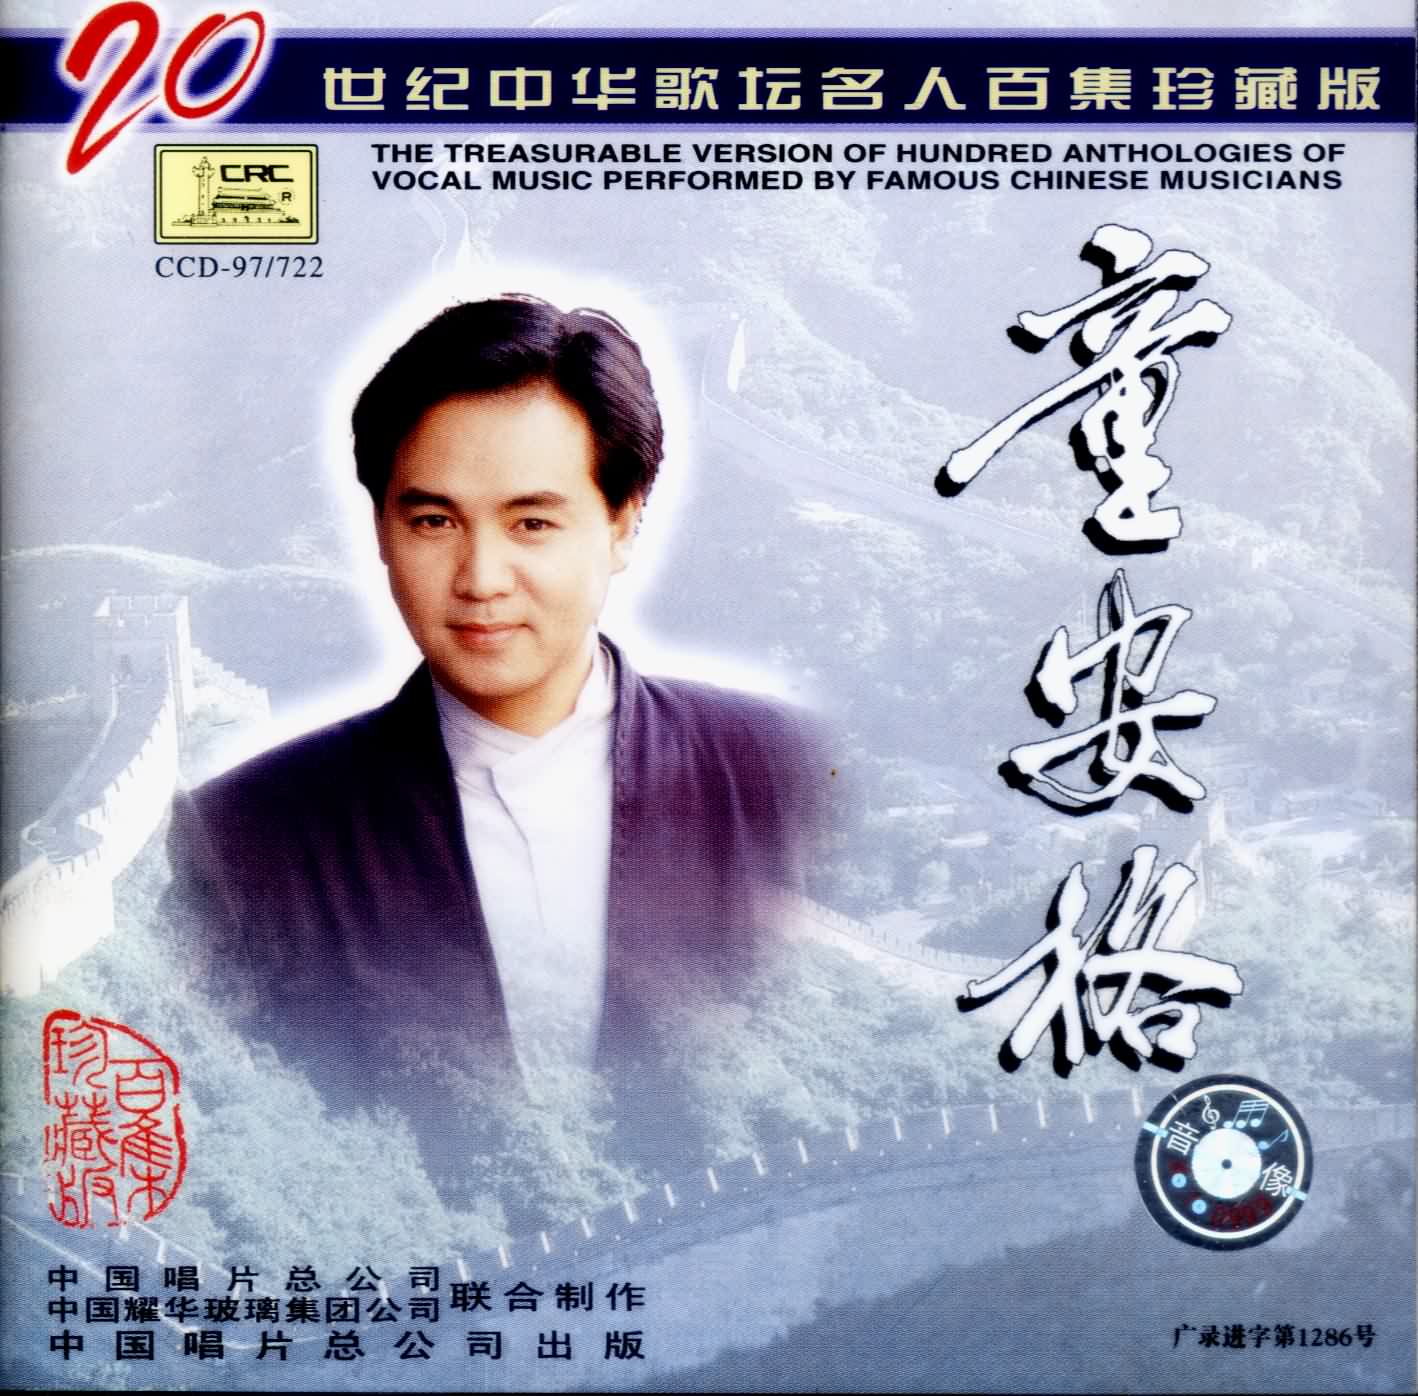 20世纪中华歌坛名人百集珍藏版
THE TREASURABLE VERSION OF HUNDRED ANTHOLOGIES OF
VOCAL MUSIC PERFORMED BY FAMOUS CHINESE MUSICIANS
CRC
R
CCD-97/722
童安格
百集
珍藏版
音像
中国唱片总公司
中国耀华玻璃集团公司
联合制作
中国唱片总公司出版
广录进字第1286号